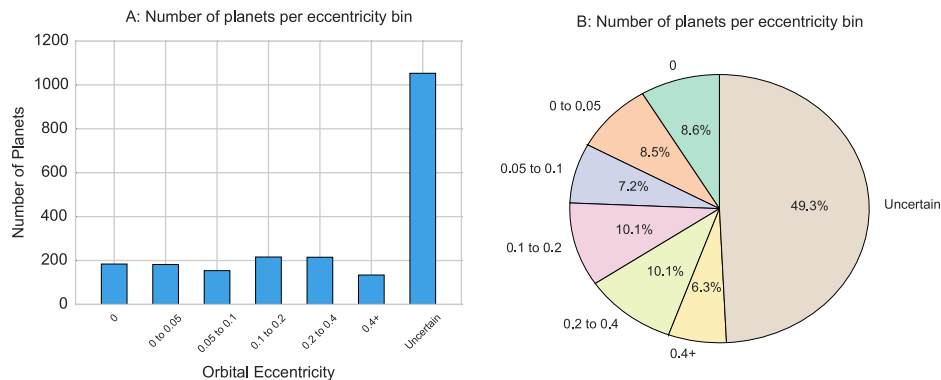 A: Number of planets per eccentricity bin
1200
1000
800
600
400
200
0
Number of Planets
0
0 to 0.05
0.05 to 0.1
0.1 to 0.2
0.2 to 0.4
0.4+
Uncertain
Orbital Eccentricity
B: Number of planets per eccentricity bin
0
0 to 0.05
0.05 to 0.1
0.1 to 0.2
0.2 to 0.4
0.4+
Uncertain
8.6%
8.5%
7.2%
10.1%
10.1%
6.3%
49.3%